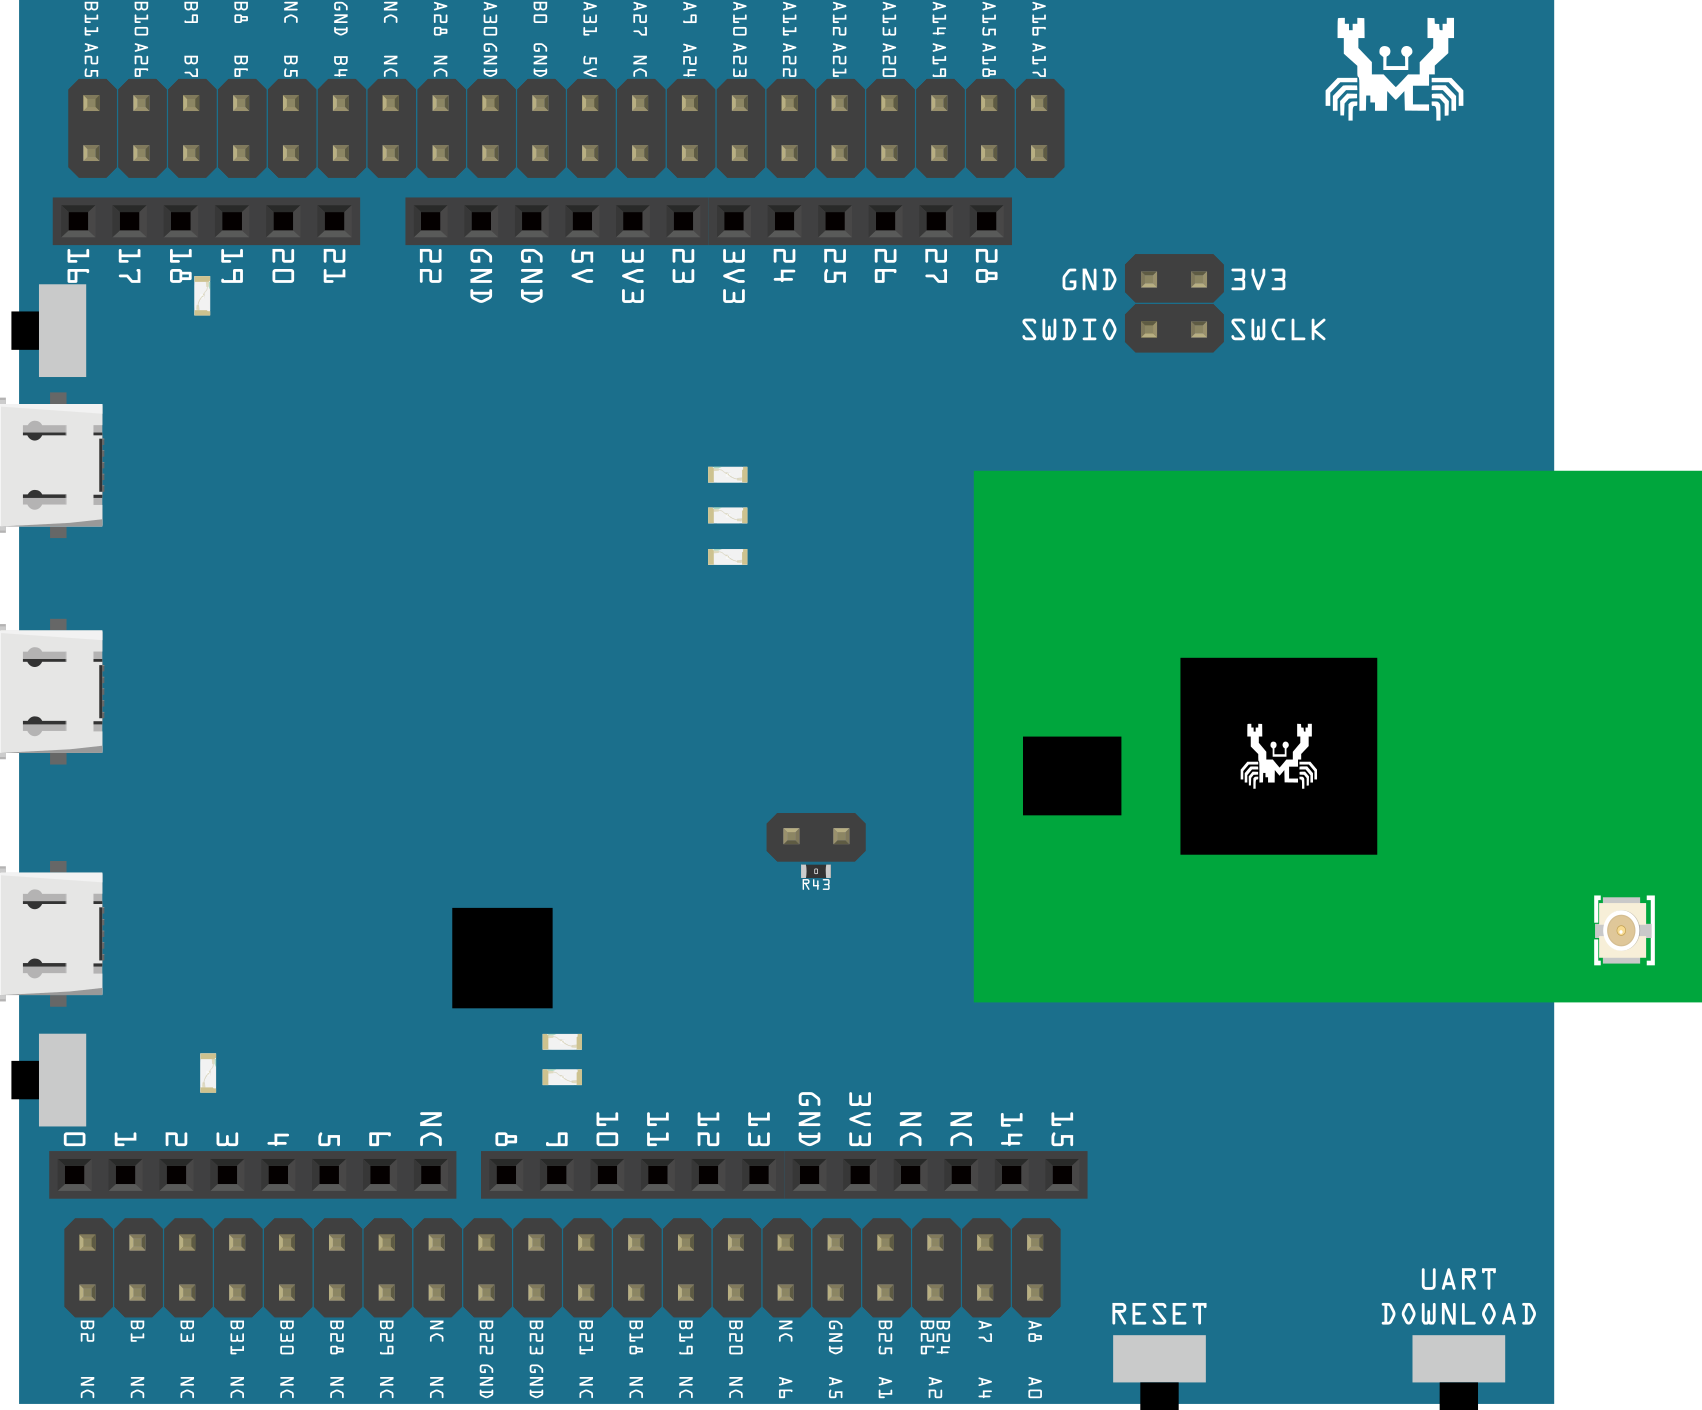 B11 A25
B10 A26
B9 B7
B8 B6
NC B5
GND B4
NC NC
A28 NC
A30 GND
B0 GND
A31 5V
A27 NC
A9 A24
A10 A23
A11 A22
A12 A21
A13 A20
A14 A19
A15 A18
A16 A17
16
17
18
19
20
21
22
GND
GND
5V
3V3
23
3V3
24
25
26
27
28
GND 3V3
SWDIO SWCLK
R43
0
1
2
3
4
5
6
NC
8
9
10
11
12
13
GND
3V3
NC
NC
14
15
B2 NC
B1 NC
B3 NC
B31 NC
B30 NC
B28 NC
B29 NC
NC NC
B22 GND
B23 GND
B21 NC
B18 NC
B19 NC
B20 NC
NC A6
GND A5
B25 A1
B24
B26 A2
A7 A4
A8 A0
RESET
UART
DOWNLOAD